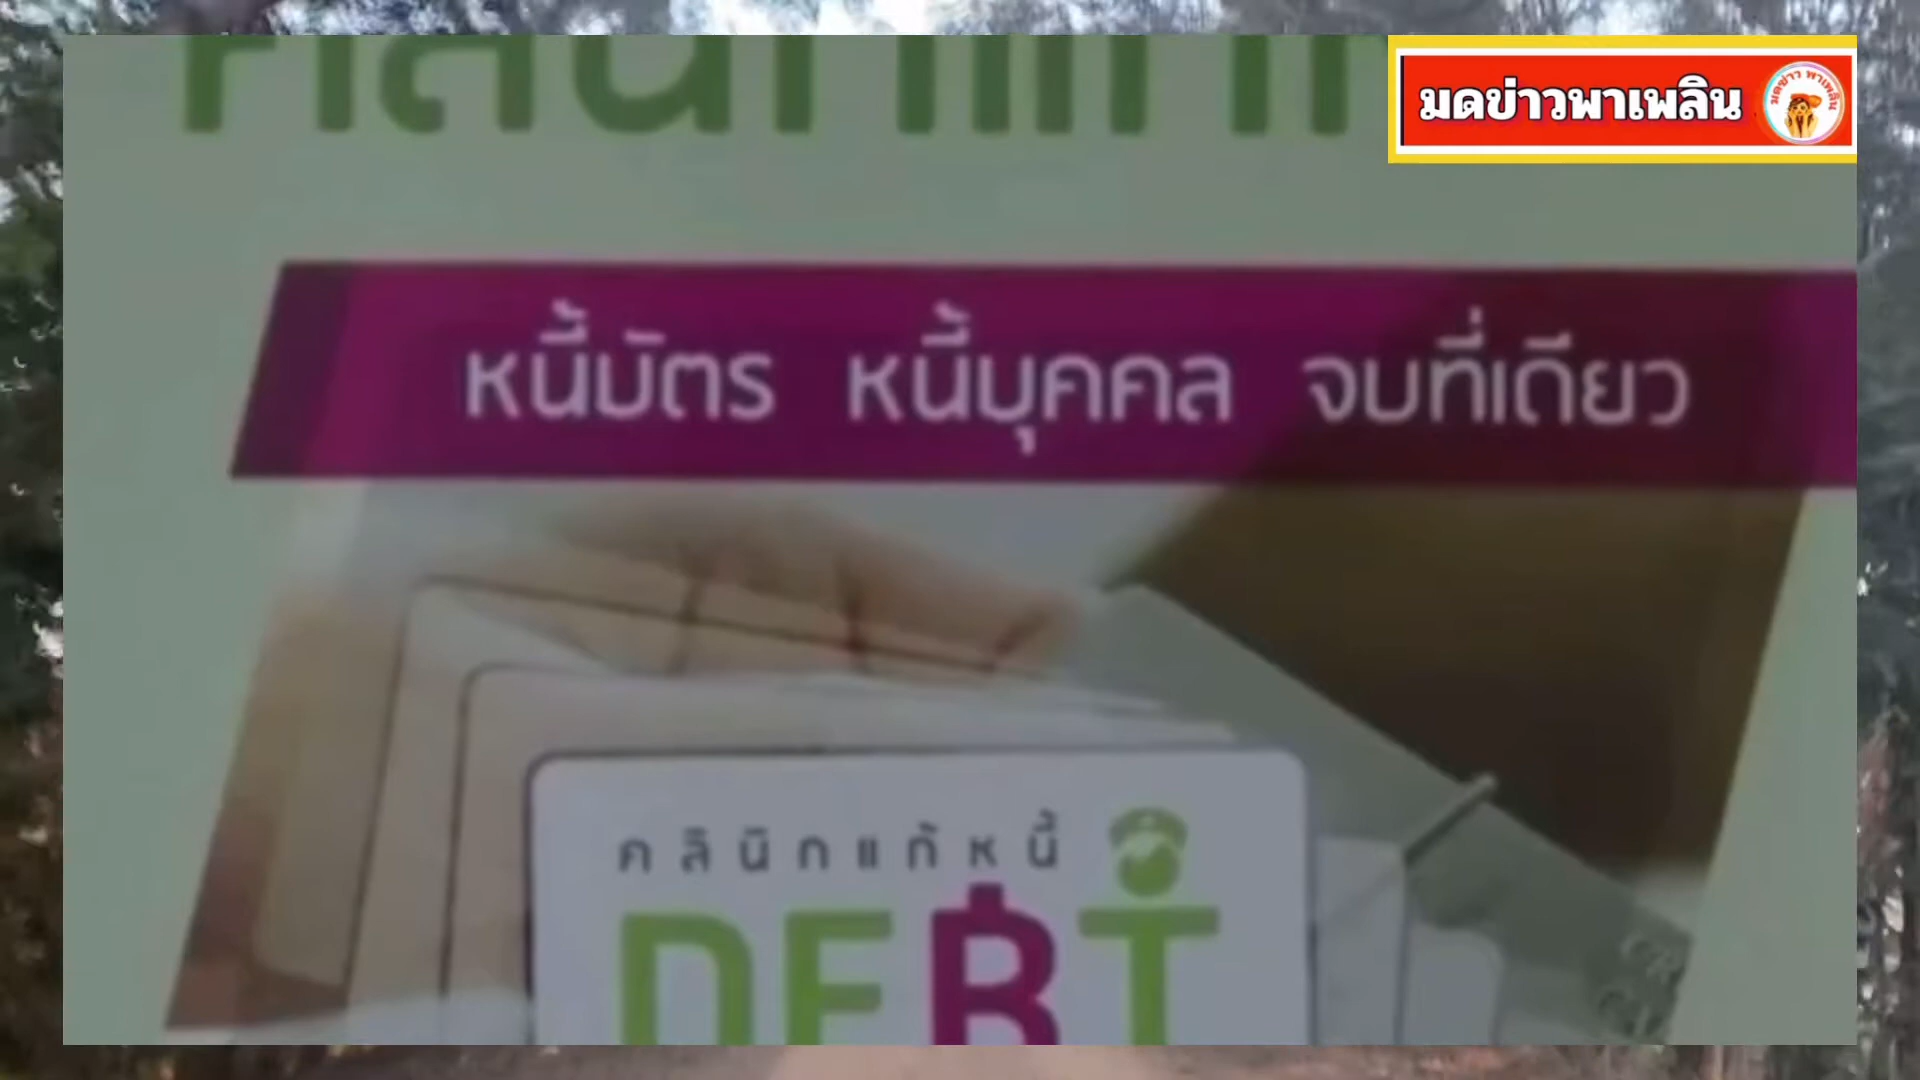 มดข่าวพาเพลิน
หนี้บัตร หนี้บุคคล จบที่เดียว
คลินิกแก้หนี้
DEBT